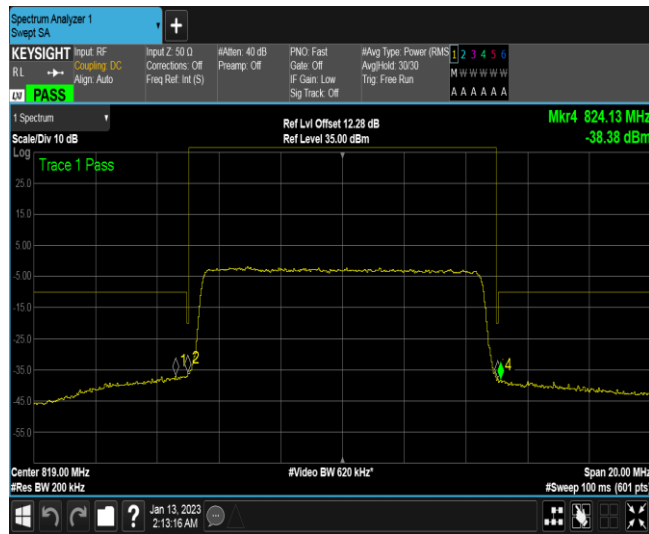 Spectrum Analyzer 1
Swept SA
KEYSIGHT Input: RF Input Z: 50 Ω #Atten: 40 dB PNO: Fast #Avg Type: Power (RMS 1 2 3 4 5 6
RL Coupling: DC Corrections: Off Preamp: Off Gate: Off Avg|Hold: 30/30 M W W W W W
Align: Auto Freq Ref: Int (S) IF Gain: Low Trig: Free Run
LXI PASS Sig Track: Off A A A A A A
1 Spectrum Ref Lvl Offset 12.28 dB Mkr4 824.13 MHz
Scale/Div 10 dB Ref Level 35.00 dBm -38.38 dBm
Log Trace 1 Pass
25.0
15.0
5.00
-5.00
-15.0
-25.0
1 2 4
-35.0
-45.0
-55.0
Center 819.00 MHz #Video BW 620 kHz* Span 20.00 MHz
#Res BW 200 kHz #Sweep 100 ms (601 pts
? Jan 13, 2023
2:13:16 AM